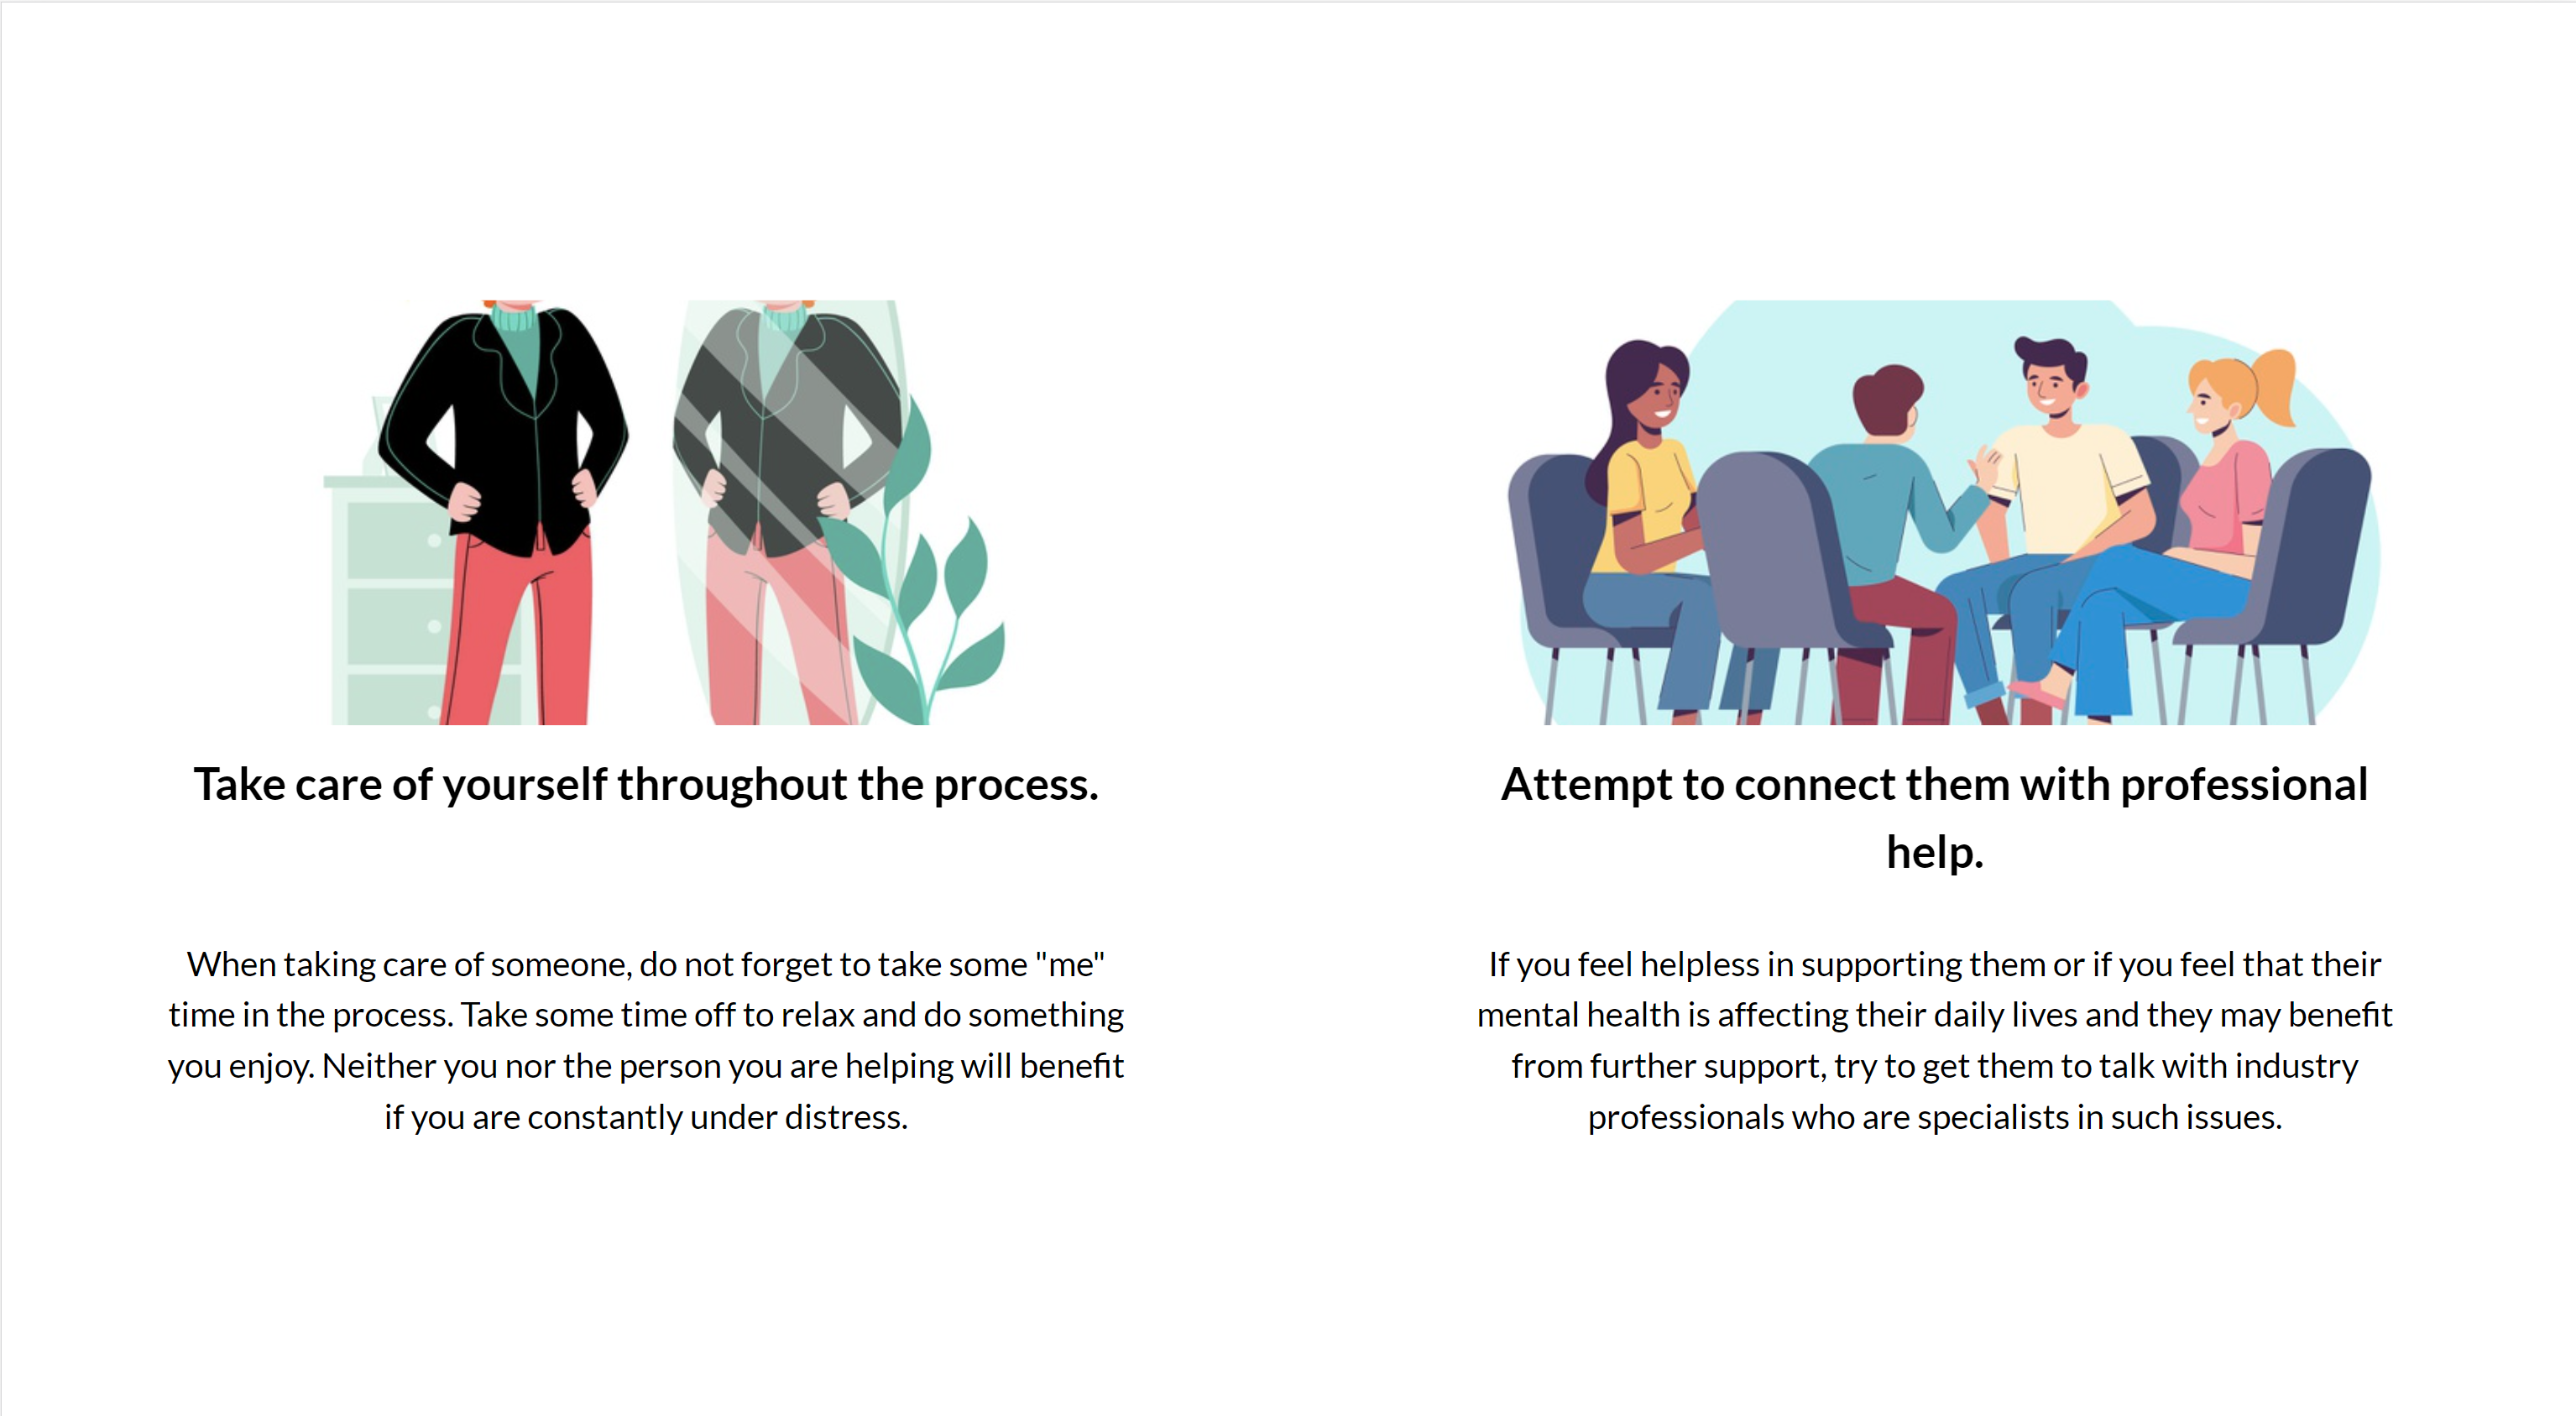 Take care of yourself throughout the process.
When taking care of someone, do not forget to take some "me"
time in the process. Take some time off to relax and do something
you enjoy. Neither you nor the person you are helping will benefit
if you are constantly under distress.
Attempt to connect them with professional
help.
If you feel helpless in supporting them or if you feel that their
mental health is affecting their daily lives and they may benefit
from further support, try to get them to talk with industry
professionals who are specialists in such issues.